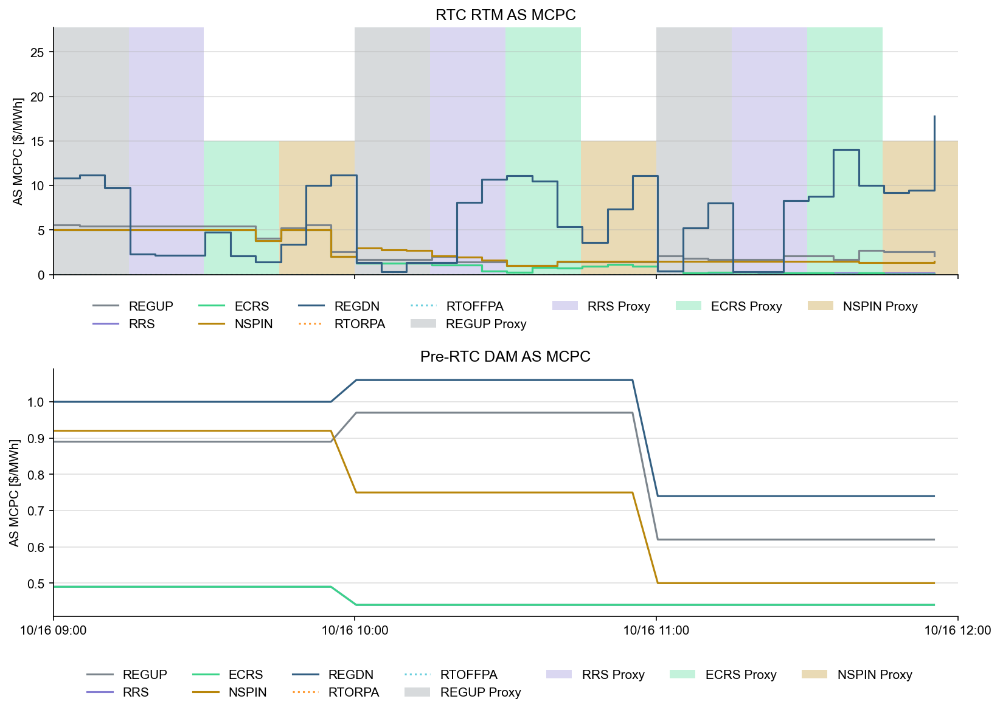 RTC RTM AS MCPC
AS MCPC [$/MWh]
25
20
15
10
5
0
REGUP ECRS REGDN RTOFFPA RRS Proxy ECRS Proxy NSPIN Proxy
RRS NSPIN RTORPA REGUP Proxy
Pre-RTC DAM AS MCPC
AS MCPC [$/MWh]
1.0
0.9
0.8
0.7
0.6
0.5
10/16 09:00 10/16 10:00 10/16 11:00 10/16 12:00
REGUP ECRS REGDN RTOFFPA RRS Proxy ECRS Proxy NSPIN Proxy
RRS NSPIN RTORPA REGUP Proxy